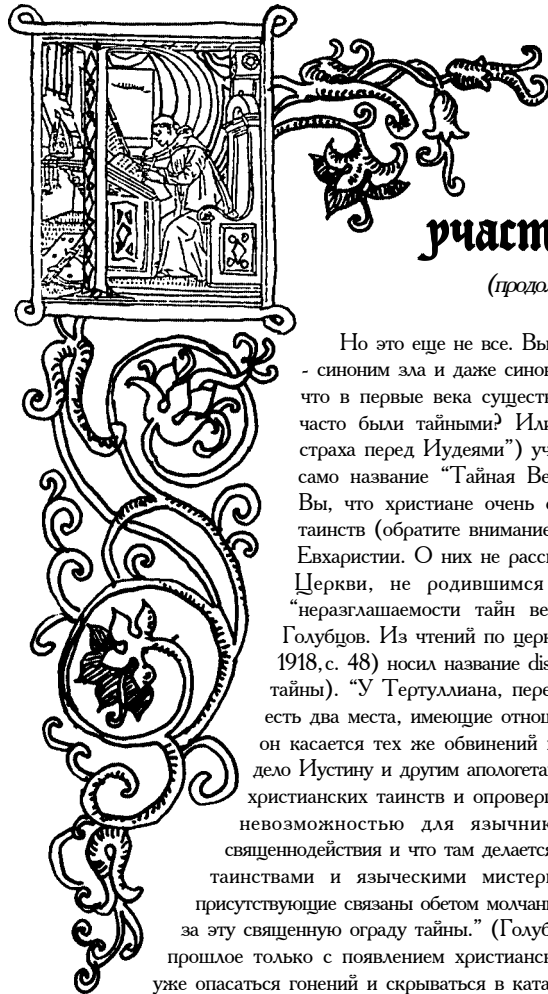 участ
(продол
Но это еще не все. Вы
- синоним зла и даже синон
что в первые века сущест
часто были тайными? Или
страха перед Иудеями”) уч
само название “Тайная Ве
Вы, что христиане очень
таинств (обратите внимание
Евхаристии. О них не расс
Церкви, не родившимся
“неразглашаемости тайн ве
Голубцов. Из чтений по церк
1918, с. 48) носил название dis
тайны). “У Тертуллиана, пере
есть два места, имеющие отнош
он касается тех же обвинений
дело Иустину и другим апологета
христианских таинств и опровер
невозможностью для язычник
священнодействия и что там делается
таинствами и языческими мистер
присутствующие связаны обетом молчан
за эту священную ограду тайны.” (Голуб
прошлое только с появлением христианск
уже опасаться гонений и скрываться в ката